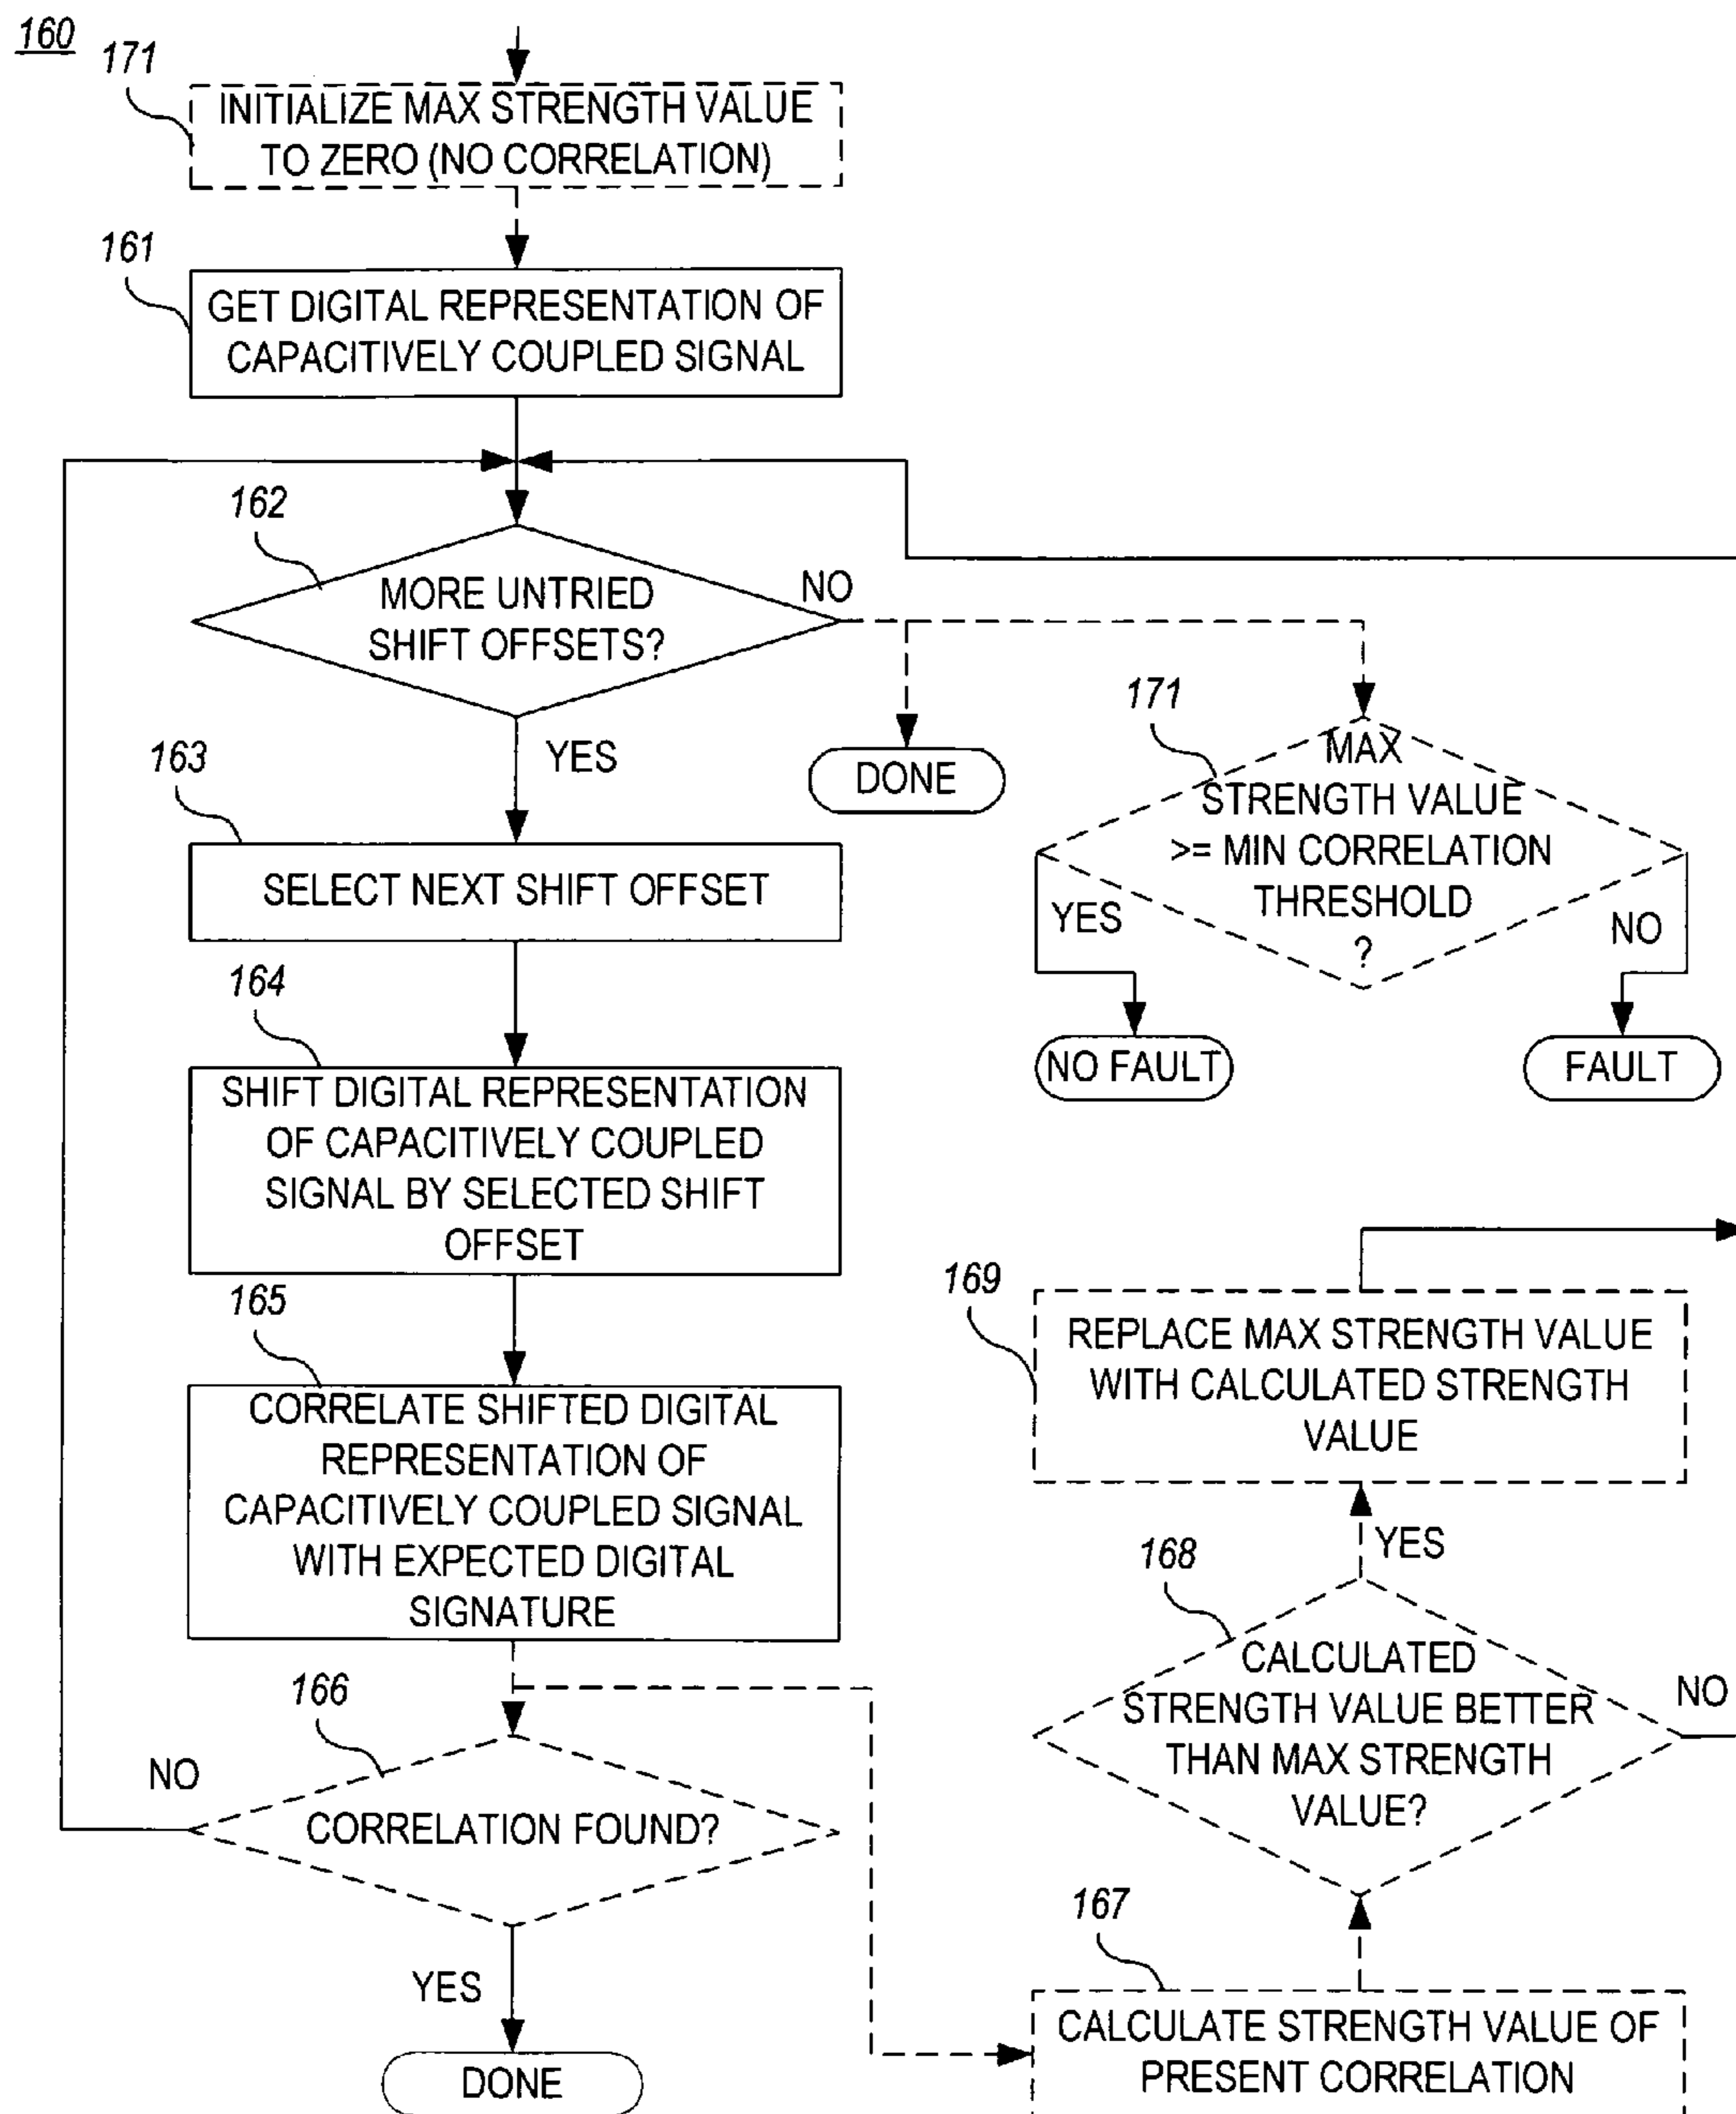 160
171
INITIALIZE MAX STRENGTH VALUE
TO ZERO (NO CORRELATION)
161
GET DIGITAL REPRESENTATION OF
CAPACITIVELY COUPLED SIGNAL
162
MORE UNTRIED
SHIFT OFFSETS?
NO
YES
DONE
171
MAX
STRENGTH VALUE
>= MIN CORRELATION
THRESHOLD
?
YES
NO
NO FAULT
FAULT
163
SELECT NEXT SHIFT OFFSET
164
SHIFT DIGITAL REPRESENTATION
OF CAPACITIVELY COUPLED
SIGNAL BY SELECTED SHIFT
OFFSET
165
CORRELATE SHIFTED DIGITAL
REPRESENTATION OF
CAPACITIVELY COUPLED SIGNAL
WITH EXPECTED DIGITAL
SIGNATURE
166
NO
CORRELATION FOUND?
YES
DONE
169
REPLACE MAX STRENGTH VALUE
WITH CALCULATED STRENGTH
VALUE
YES
168
CALCULATED
STRENGTH VALUE BETTER
THAN MAX STRENGTH
VALUE?
NO
167
CALCULATE STRENGTH VALUE OF
PRESENT CORRELATION